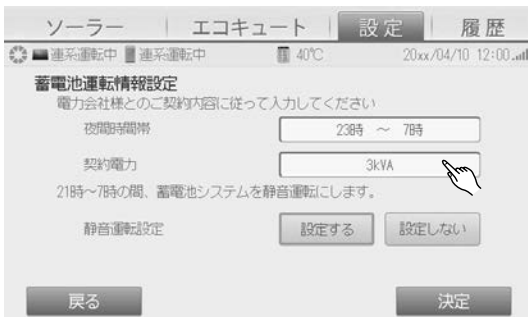 ソーラー エコキュート 設定 履歴
連系運転中 連系運転中 40℃ 20xx/04/10 12:00
蓄電池運転情報設定
電力会社様とのご契約内容に従って入力してください
夜間時間帯 23時 ～ 7時
契約電力 3kVA
21時～7時の間、蓄電池システムを静音運転にします。
静音運転設定 設定する 設定しない
戻る 決定